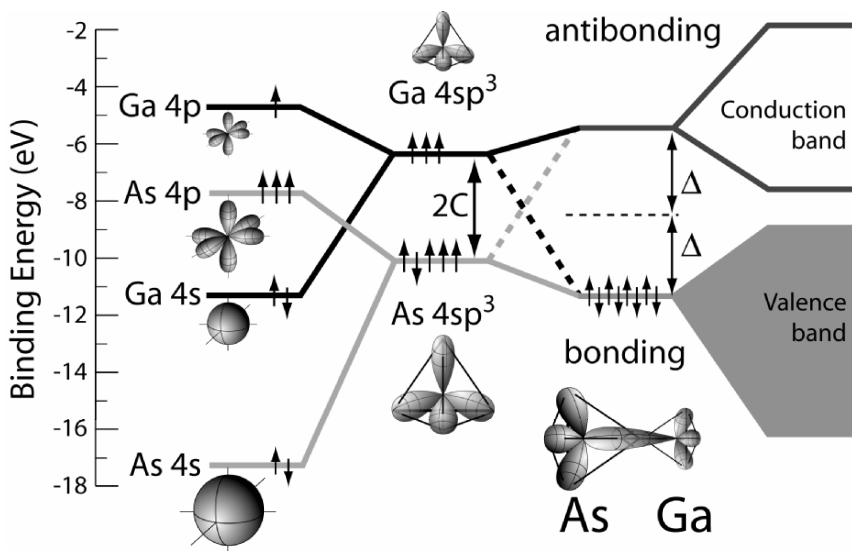 Binding Energy (eV)
-2
-4
-6
-8
-10
-12
-14
-16
-18
Ga 4p
As 4p
Ga 4s
As 4s
Ga 4sp³
2C
As 4sp³
antibonding
bonding
As Ga
Δ
Δ
Conduction
band
Valence
band